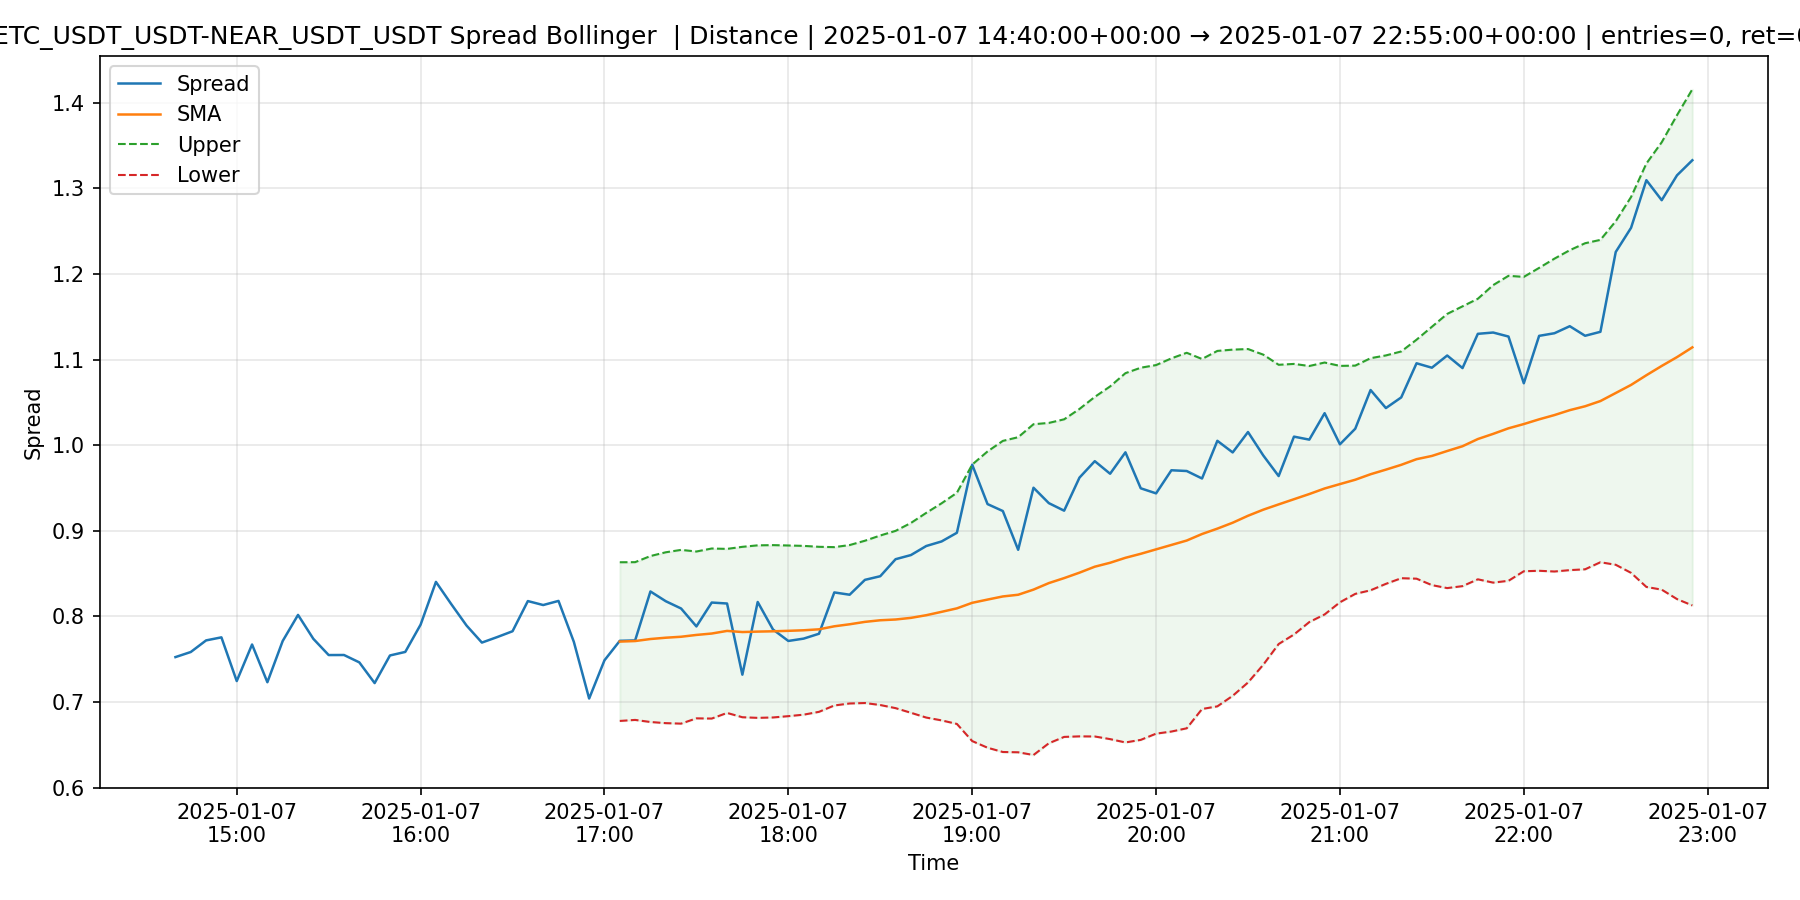 ETC_USDT_USDT-NEAR_USDT_USDT Spread Bollinger | Distance | 2025-01-07 14:40:00+00:00 → 2025-01-07 22:55:00+00:00 | entries=0, ret=
Spread
SMA
Upper
Lower
1.4
1.3
1.2
1.1
1.0
0.9
0.8
0.7
0.6
Spread
2025-01-07 15:00
2025-01-07 16:00
2025-01-07 17:00
2025-01-07 18:00
2025-01-07 19:00
2025-01-07 20:00
2025-01-07 21:00
2025-01-07 22:00
2025-01-07 23:00
Time